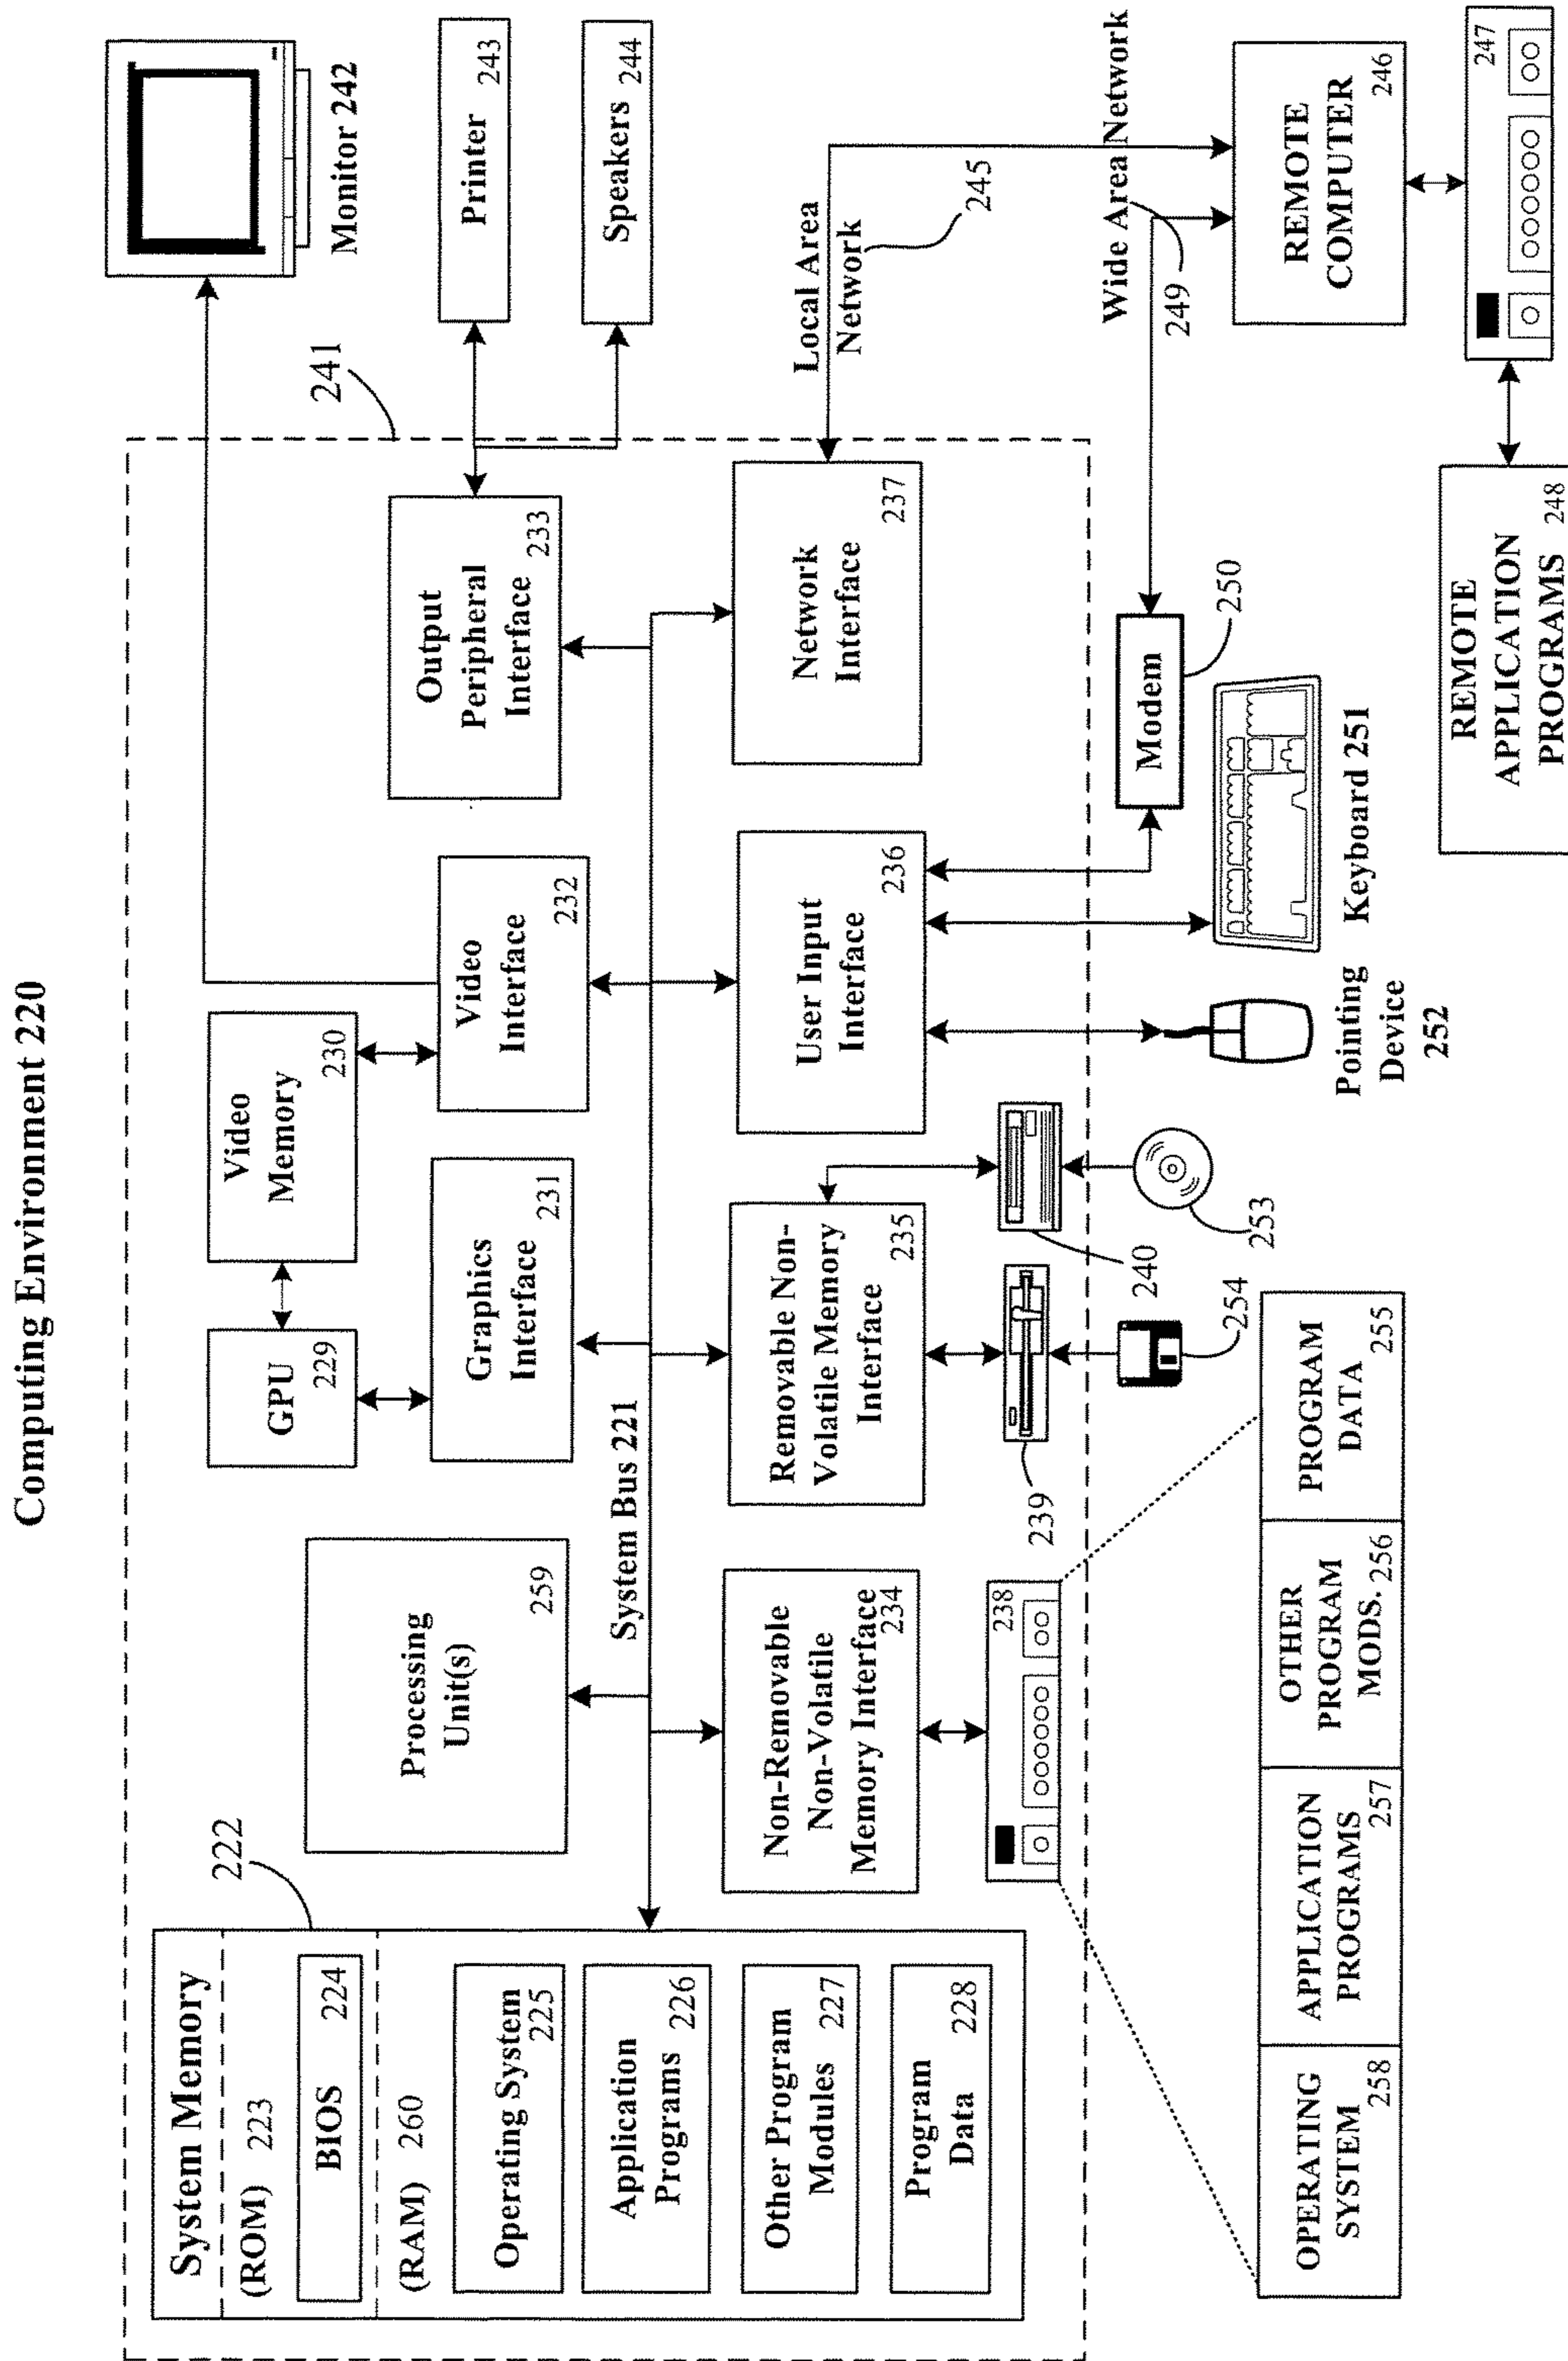 Computing Environment 220
222
241
System Memory
(ROM) 223
BIOS 224
(RAM) 260
Operating System
225
Application
Programs 226
Other Program
Modules 227
Program
Data 228
Processing
Unit(s)
259
System Bus 221
GPU
229
Video
Memory
230
Graphics
Interface
231
Video
Interface
232
Output
Peripheral
Interface 233
Non-Removable
Non-Volatile
Memory Interface
234
Removable Non-
Volatile Memory
Interface
235
User Input
Interface
236
Network
Interface
237
238
239
240
254
253
Monitor 242
Printer 243
Speakers 244
Local Area
Network
245
Wide Area Network
249
Modem
250
Pointing
Device
252
Keyboard 251
REMOTE
COMPUTER
246
247
REMOTE
APPLICATION
PROGRAMS 248
OPERATING
SYSTEM 258
APPLICATION
PROGRAMS 257
OTHER
PROGRAM
MODS. 256
PROGRAM
DATA 255